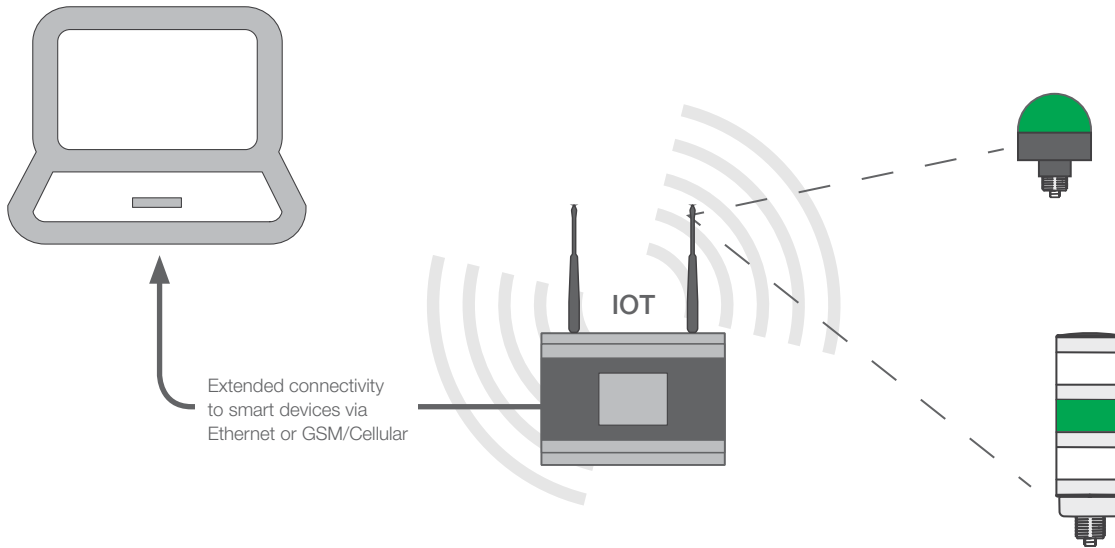 IOT
Extended connectivity
to smart devices via
Ethernet or GSM/Cellular